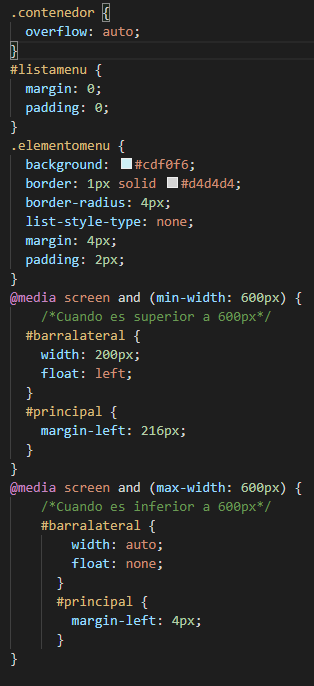 .contenedor {
  overflow: auto;
}
#listamenu {
  margin: 0;
  padding: 0;
}
.elementomenu {
  background: #cdf0f6;
  border: 1px solid #d4d4d4;
  border-radius: 4px;
  list-style-type: none;
  margin: 4px;
  padding: 2px;
}
@media screen and (min-width: 600px) {
    /*Cuando es superior a 600px*/
  #barralateral {
    width: 200px;
    float: left;
  }
  #principal {
    margin-left: 216px;
  }
}
@media screen and (max-width: 600px) {
    /*Cuando es inferior a 600px*/
    #barralateral {
        width: auto;
        float: none;
      }
      #principal {
        margin-left: 4px;
      }
}